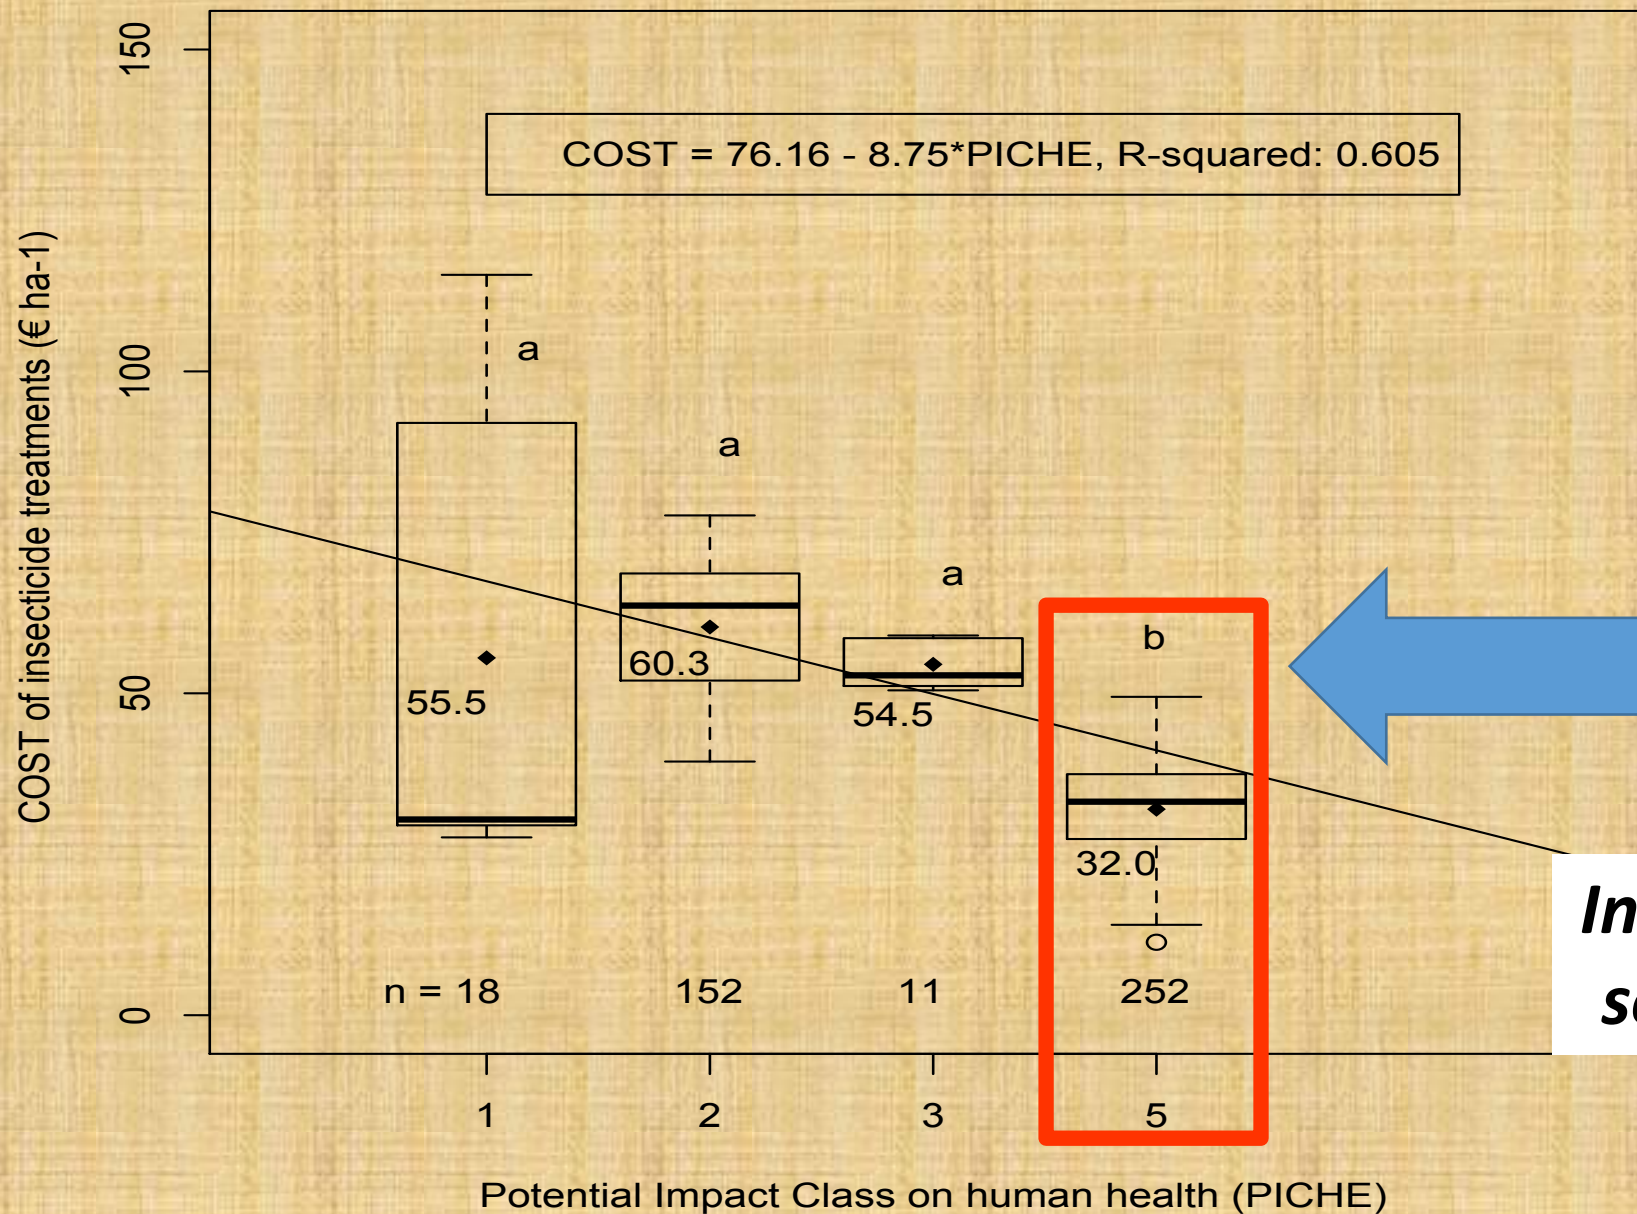 150
100
50
0
COST of insecticide treatments (€ ha-1)
COST = 76.16 - 8.75*PICHE, R-squared: 0.605
a
a
a
b
55.5
60.3
54.5
32.0
n = 18
152
11
252
1
2
3
5
Potential Impact Class on human health (PICHE)